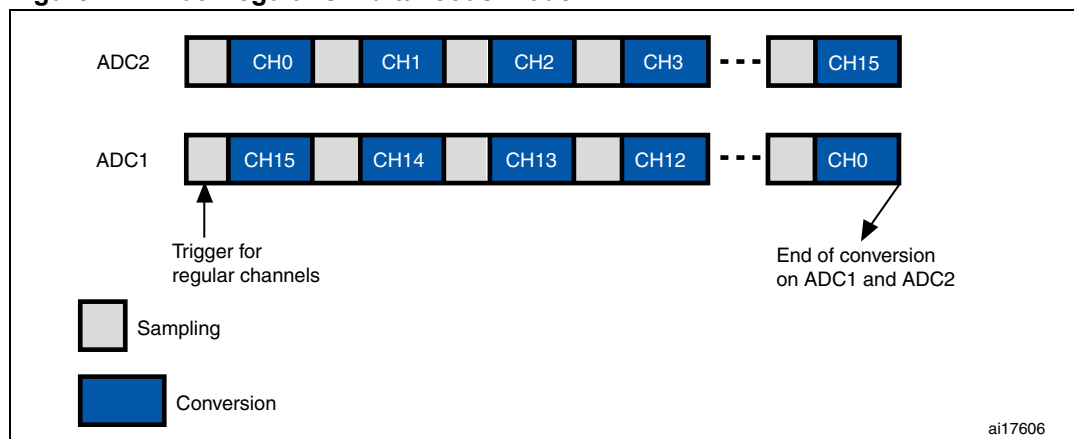 ADC2 CH0 CH1 CH2 CH3 CH15
ADC1 CH15 CH14 CH13 CH12 CH0
Trigger for
regular channels
End of conversion
on ADC1 and ADC2
Sampling
Conversion
ai17606